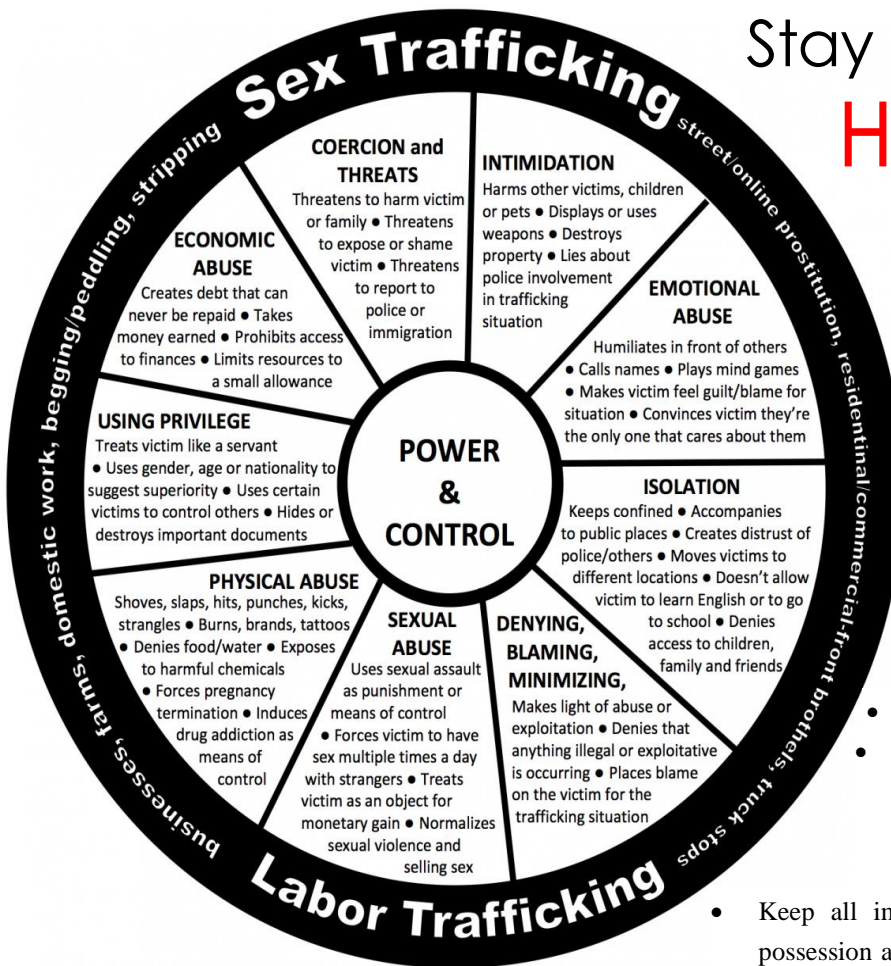 Stay
H
Sex Trafficking
street/online prostitution, residentinal/commercial-front brothels, truck stops
Labor Trafficking
businesses, farms, domestic work, begging/peddling, stripping
POWER
&
CONTROL
COERCION and
THREATS
Threatens to harm victim
or family ● Threatens
to expose or shame
victim ● Threatens
to report to
police or
immigration
INTIMIDATION
Harms other victims, children
or pets ● Displays or uses
weapons ● Destroys
property ● Lies about
police involvement
in trafficking
situation
EMOTIONAL
ABUSE
Humiliates in front of others
● Calls names ● Plays mind games
● Makes victim feel guilt/blame for
situation ● Convinces victim they're
the only one that cares about them
ISOLATION
Keeps confined ● Accompanies
to public places ● Creates distrust of
police/others ● Moves victims to
different locations ● Doesn't allow
victim to learn English or to go
to school ● Denies
access to children,
family and friends
DENYING,
BLAMING,
MINIMIZING,
Makes light of abuse or
exploitation ● Denies that
anything illegal or exploitative
is occurring ● Places blame
on the victim for the
trafficking situation
SEXUAL
ABUSE
Uses sexual assault
as punishment or
means of control
● Forces victim to have
sex multiple times a day
with strangers ● Treats
victim as an object for
monetary gain ● Normalizes
sexual violence and
selling sex
PHYSICAL ABUSE
Shoves, slaps, hits, punches, kicks,
strangles ● Burns, brands, tattoos
● Denies food/water ● Exposes
to harmful chemicals
● Forces pregnancy
termination ● Induces
drug addiction as
means of
control
USING PRIVILEGE
Treats victim like a servant
● Uses gender, age or nationality to
suggest superiority ● Uses certain
victims to control others ● Hides or
destroys important documents
ECONOMIC
ABUSE
Creates debt that can
never be repaid ● Takes
money earned ● Prohibits access
to finances ● Limits resources to
a small allowance
•
•
• Keep all in
possession a